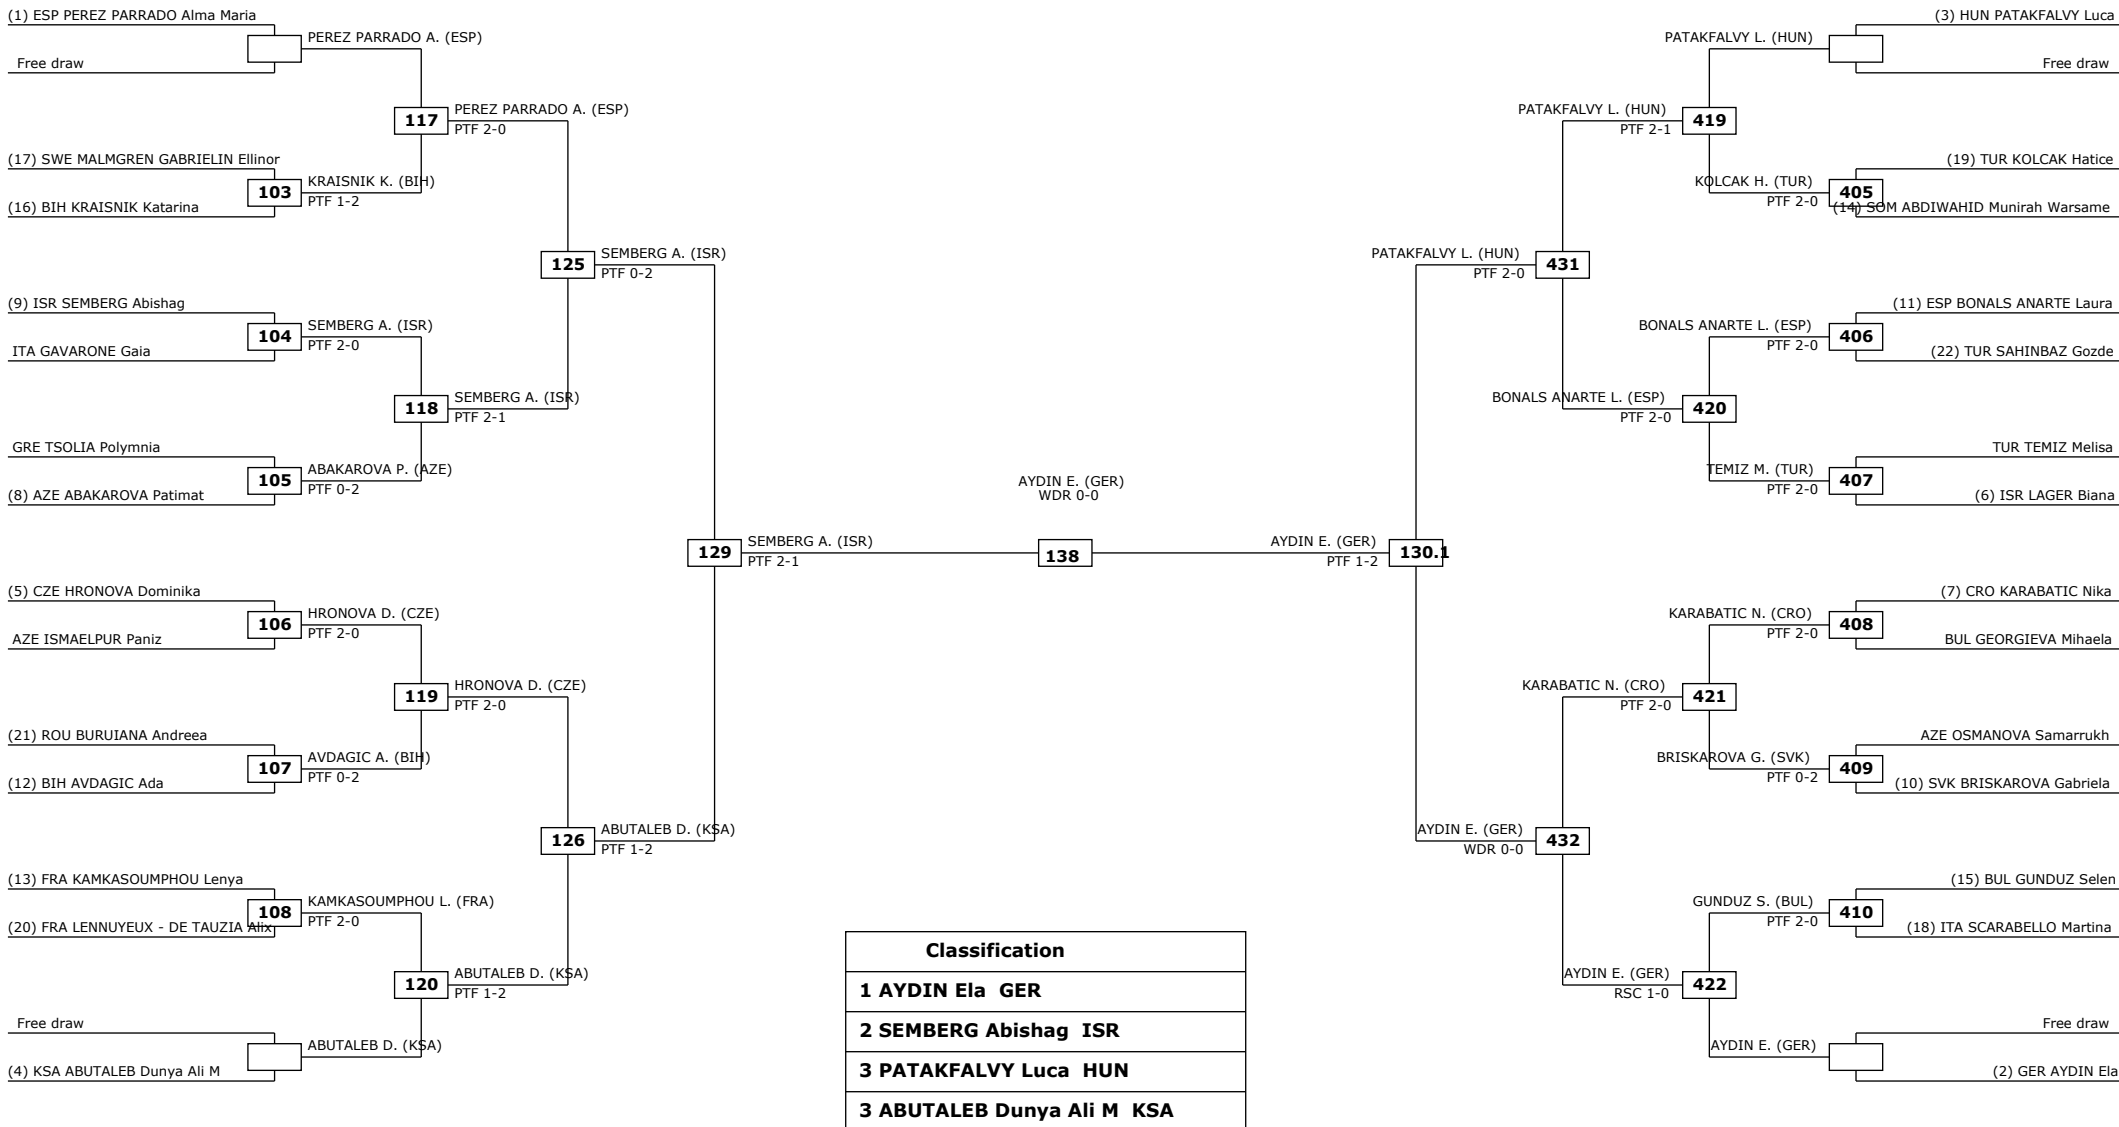 (1) ESP PEREZ PARRADO Alma Maria
PEREZ PARRADO A. (ESP)
Free draw
117
PEREZ PARRADO A. (ESP)
PTF 2-0
(17) SWE MALMGREN GABRIELIN Ellinor
103
KRAISNIK K. (BIH)
PTF 1-2
(16) BIH KRAISNIK Katarina
125
SEMBERG A. (ISR)
PTF 0-2
(9) ISR SEMBERG Abishag
104
SEMBERG A. (ISR)
PTF 2-0
ITA GAVARONE Gaia
118
SEMBERG A. (ISR)
PTF 2-1
GRE TSOLIA Polymnia
105
ABAKAROVA P. (AZE)
PTF 0-2
(8) AZE ABAKAROVA Patimat
129
SEMBERG A. (ISR)
PTF 2-1
(5) CZE HRONOVA Dominika
106
HRONOVA D. (CZE)
PTF 2-0
AZE ISMAELPUR Paniz
119
HRONOVA D. (CZE)
PTF 2-0
(21) ROU BURUIANA Andreea
107
AVDAGIC A. (BIH)
PTF 0-2
(12) BIH AVDAGIC Ada
126
ABUTALEB D. (KSA)
PTF 1-2
(13) FRA KAMKASOUMPHOU Lenya
108
KAMKASOUMPHOU L. (FRA)
PTF 2-0
(20) FRA LENNUYEUX - DE TAUZIA Alix
120
ABUTALEB D. (KSA)
PTF 1-2
Free draw
ABUTALEB D. (KSA)
(4) KSA ABUTALEB Dunya Ali M
AYDIN E. (GER)
WDR 0-0
138
(3) HUN PATAKFALVY Luca
PATAKFALVY L. (HUN)
Free draw
PATAKFALVY L. (HUN)
PTF 2-1
419
(19) TUR KOLCAK Hatice
KOLCAK H. (TUR)
PTF 2-0
405
(14) SOM ABDIWAHID Munirah Warsame
PATAKFALVY L. (HUN)
PTF 2-0
431
(11) ESP BONALS ANARTE Laura
BONALS ANARTE L. (ESP)
PTF 2-0
406
(22) TUR SAHINBAZ Gozde
BONALS ANARTE L. (ESP)
PTF 2-0
420
TUR TEMIZ Melisa
TEMIZ M. (TUR)
PTF 2-0
407
(6) ISR LAGER Biana
AYDIN E. (GER)
PTF 1-2
130.1
(7) CRO KARABATIC Nika
KARABATIC N. (CRO)
PTF 2-0
408
BUL GEORGIEVA Mihaela
KARABATIC N. (CRO)
PTF 2-0
421
AZE OSMANOVA Samarrukh
BRISKAROVA G. (SVK)
PTF 0-2
409
(10) SVK BRISKAROVA Gabriela
AYDIN E. (GER)
WDR 0-0
432
(15) BUL GUNDUZ Selen
GUNDUZ S. (BUL)
PTF 2-0
410
(18) ITA SCARABELLO Martina
AYDIN E. (GER)
RSC 1-0
422
Free draw
AYDIN E. (GER)
(2) GER AYDIN Ela
Classification
1 AYDIN Ela GER
2 SEMBERG Abishag ISR
3 PATAKFALVY Luca HUN
3 ABUTALEB Dunya Ali M KSA